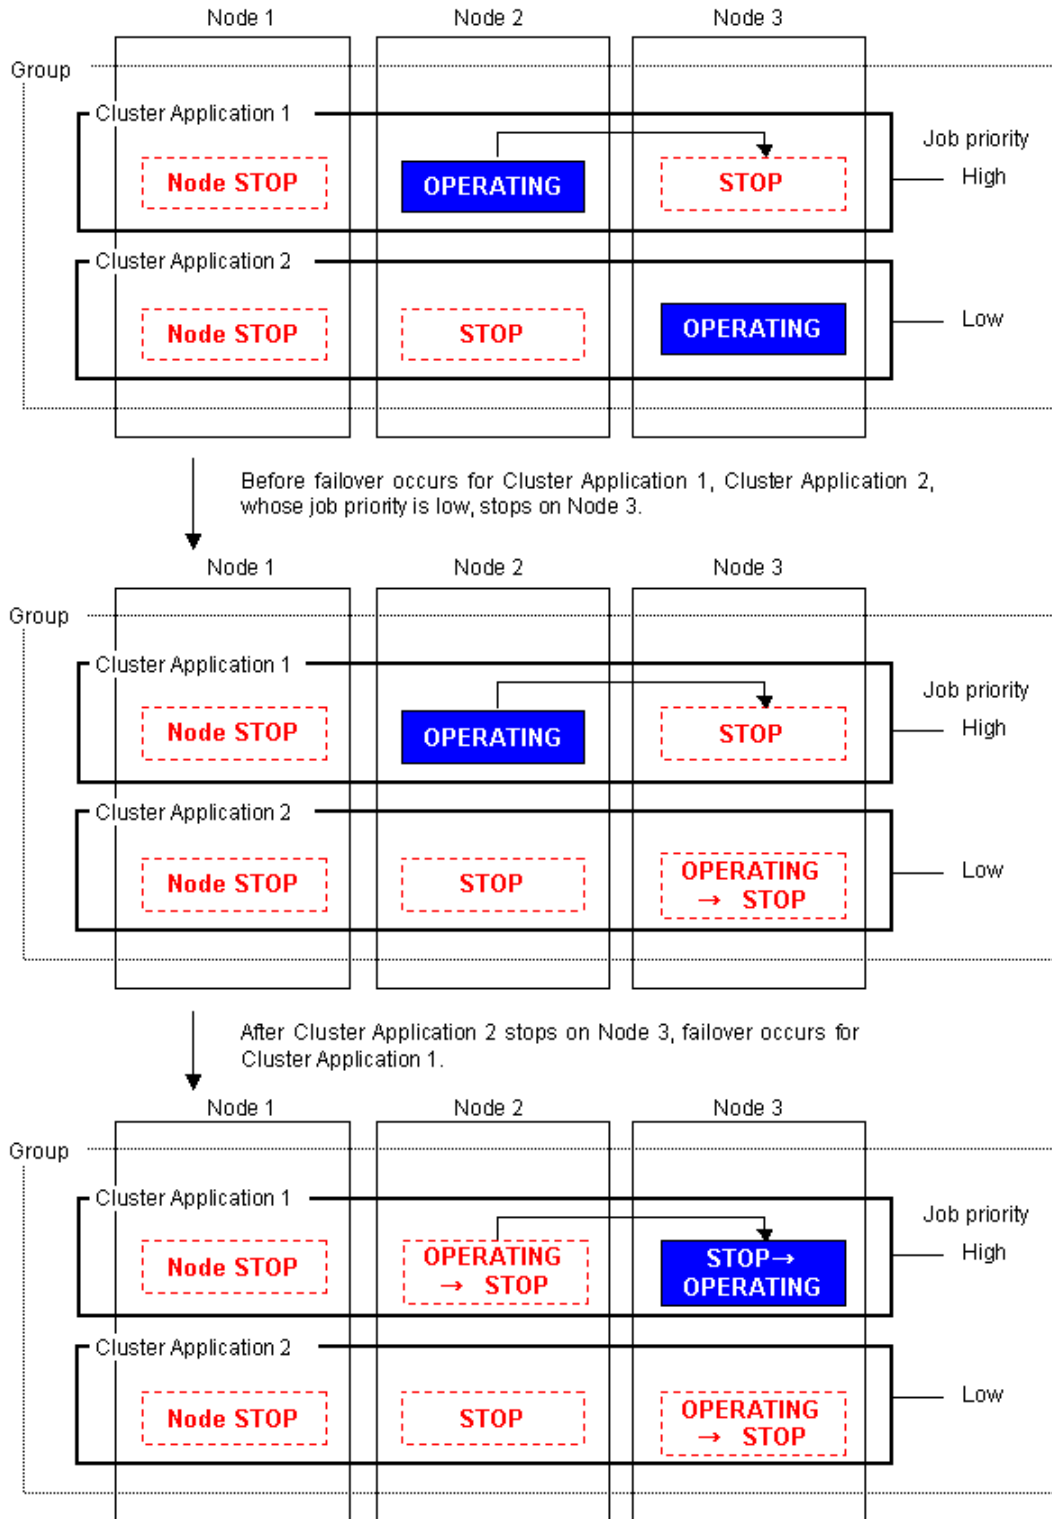 Node 1 Node 2 Node 3
Group
Cluster Application 1
Job priority
Node STOP OPERATING STOP High
Cluster Application 2
Node STOP STOP OPERATING Low
Before failover occurs for Cluster Application 1, Cluster Application 2,
whose job priority is low, stops on Node 3.
Node 1 Node 2 Node 3
Group
Cluster Application 1
Job priority
Node STOP OPERATING STOP High
Cluster Application 2
Node STOP STOP OPERATING Low
→ STOP
After Cluster Application 2 stops on Node 3, failover occurs for
Cluster Application 1.
Node 1 Node 2 Node 3
Group
Cluster Application 1
Job priority
Node STOP OPERATING STOP→ High
→ STOP OPERATING
Cluster Application 2
Node STOP STOP OPERATING Low
→ STOP